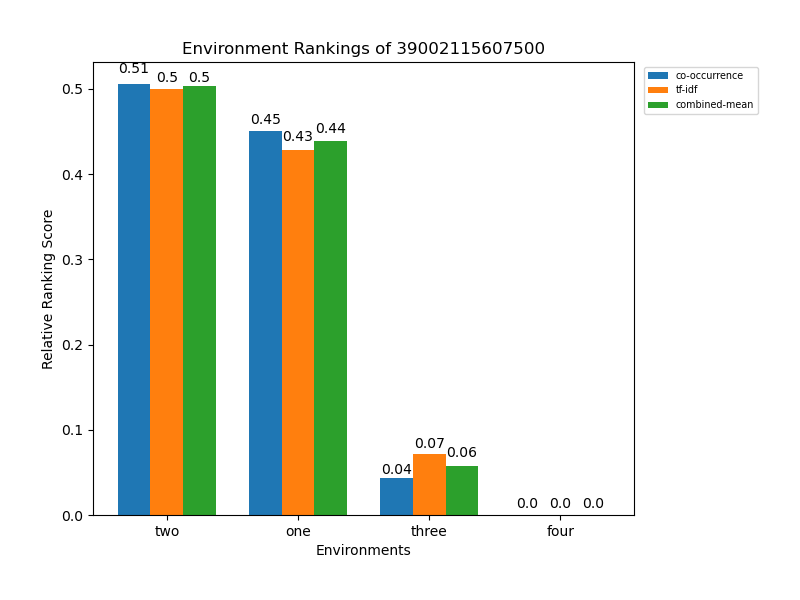 Environment Rankings of 39002115607500
co-occurrence
tf-idf
combined-mean
0.51 0.5 0.5
0.45 0.43 0.44
0.04 0.07 0.06
0.0 0.0 0.0
0.5
0.4
0.3
0.2
0.1
0.0
Relative Ranking Score
two one three four
Environments